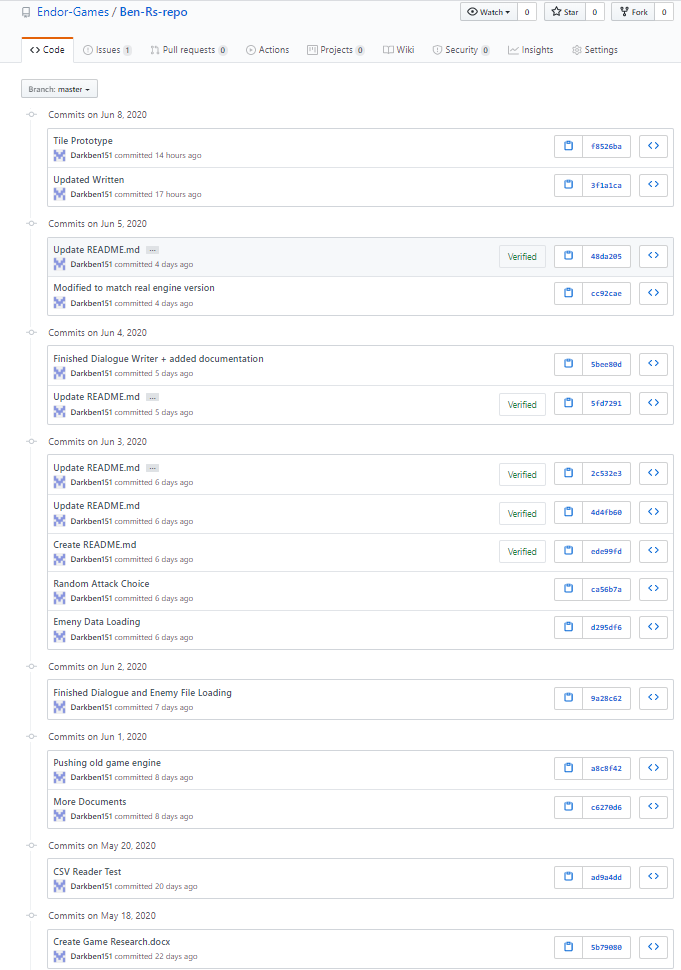 Endor-Games / Ben-Rs-repo
Watch 0 Star 0 Fork 0
Code Issues 1 Pull requests 0 Actions Projects 0 Wiki Security 0 Insights Settings
Branch: master
Commits on Jun 8, 2020
Tile Prototype
Darkben151 committed 14 hours ago
f8526ba
Updated Written
Darkben151 committed 17 hours ago
3f1a1ca
Commits on Jun 5, 2020
Update README.md ...
Darkben151 committed 4 days ago
Verified 48da205
Modified to match real engine version
Darkben151 committed 4 days ago
cc92cae
Commits on Jun 4, 2020
Finished Dialogue Writer + added documentation
Darkben151 committed 5 days ago
5bee80d
Update README.md ...
Darkben151 committed 5 days ago
Verified 5fd7291
Commits on Jun 3, 2020
Update README.md ...
Darkben151 committed 6 days ago
Verified 2c532e3
Update README.md
Darkben151 committed 6 days ago
Verified 4d4fb60
Create README.md
Darkben151 committed 6 days ago
Verified ede99fd
Random Attack Choice
Darkben151 committed 6 days ago
ca56b7a
Emeny Data Loading
Darkben151 committed 6 days ago
d295df6
Commits on Jun 2, 2020
Finished Dialogue and Enemy File Loading
Darkben151 committed 7 days ago
9a28c62
Commits on Jun 1, 2020
Pushing old game engine
Darkben151 committed 8 days ago
a8c8f42
More Documents
Darkben151 committed 8 days ago
c6270d6
Commits on May 20, 2020
CSV Reader Test
Darkben151 committed 20 days ago
ad9a4dd
Commits on May 18, 2020
Create Game Research.docx
Darkben151 committed 22 days ago
5b79080